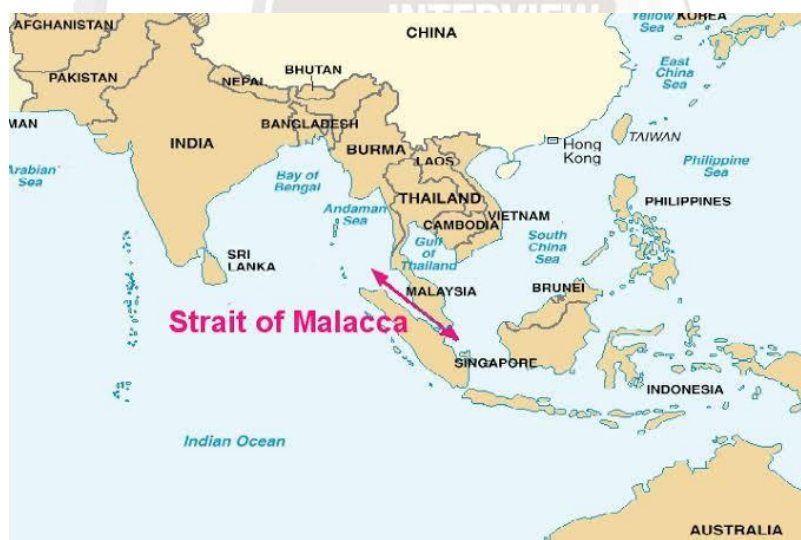 INTERVIEW
AFGHANISTAN
CHINA
Yellow KOREA
Sea
East
China
Sea
PAKISTAN
NEPAL
BHUTAN
MAN
INDIA
BANGLADESH
BURMA
LAOS
Hong
Kong
TAIWAN
Arabian
Sea
Bay of
Bengal
Philippine
Sea
THAILAND
Andaman
Sea
CAMBODIA
VIETNAM
PHILIPPINES
Gulf
of
Thailand
South
China
Sea
SRI
LANKA
MALAYSIA
BRUNEI
Strait of Malacca
SINGAPORE
INDONESIA
Indian Ocean
AUSTRALIA